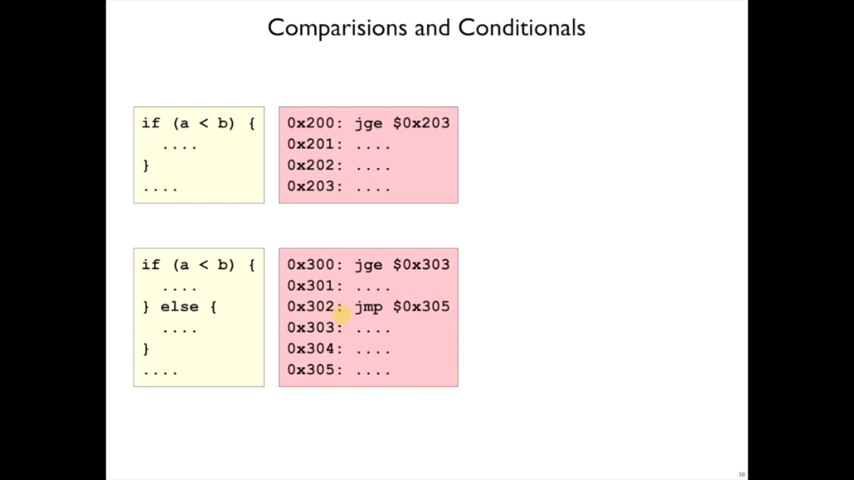 Comparisions and Conditionals
if (a < b) {
....
}
....
0x200: jge $0x203
0x201: ....
0x202: ....
0x203: ....
if (a < b) {
....
} else {
....
}
....
0x300: jge $0x303
0x301: ....
0x302: jmp $0x305
0x303: ....
0x304: ....
0x305: ....
30